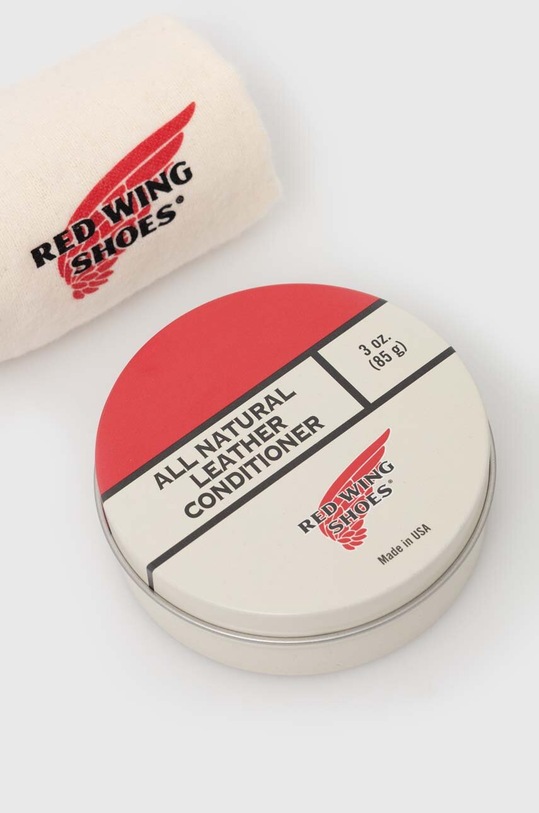 RED WING
SHOES®
3 oz.
(85 g)
ALL NATURAL
LEATHER
CONDITIONER
RED WING
SHOES®
Made in USA